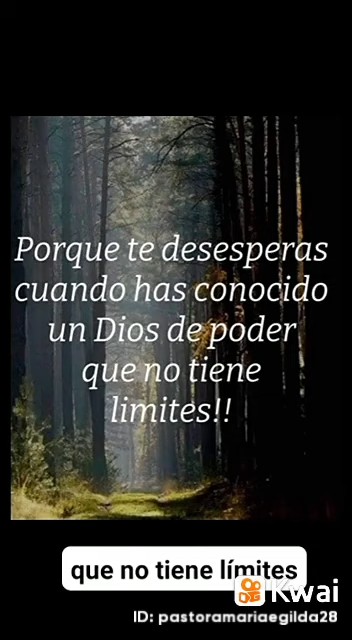 Porque te desesperas
cuando has conocido
un Dios de poder
que no tiene
limites!!
que no tiene límites
Kwai
ID: pastoramariaegilda28